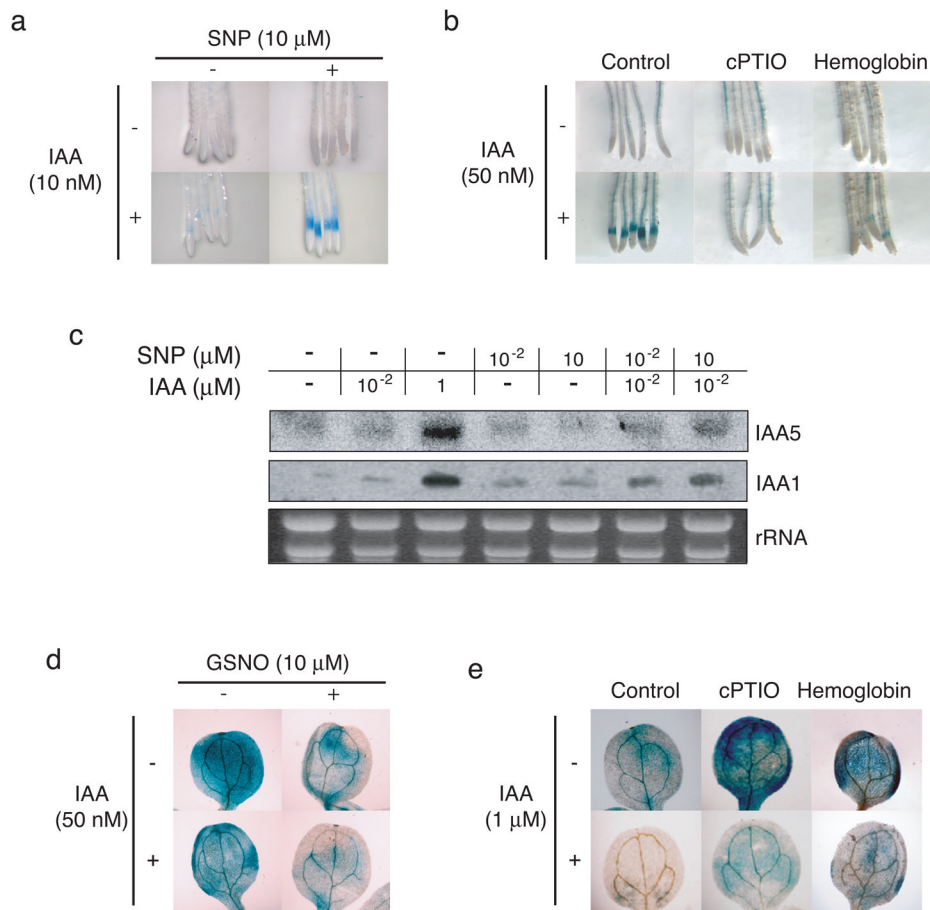 a
SNP (10 μM)
- +
IAA
(10 nM)
-
+
b
Control cPTIO Hemoglobin
IAA
(50 nM)
-
+
c
SNP (μM) - - - 10⁻² 10 10⁻² 10
IAA (μM) - 10⁻² 1 - - 10⁻² 10⁻²
IAA5
IAA1
rRNA
d
GSNO (10 μM)
- +
IAA
(50 nM)
-
+
e
Control cPTIO Hemoglobin
IAA
(1 μM)
-
+